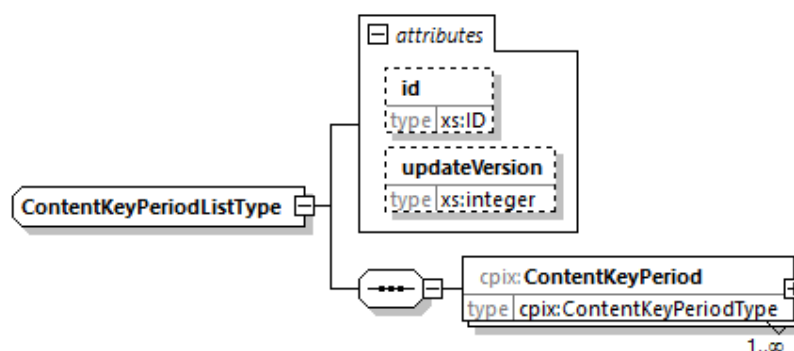 attributes
id
type xs:ID
updateVersion
type xs:integer
ContentKeyPeriodListType
cpix:ContentKeyPeriod
type cpix:ContentKeyPeriodType
1..∞